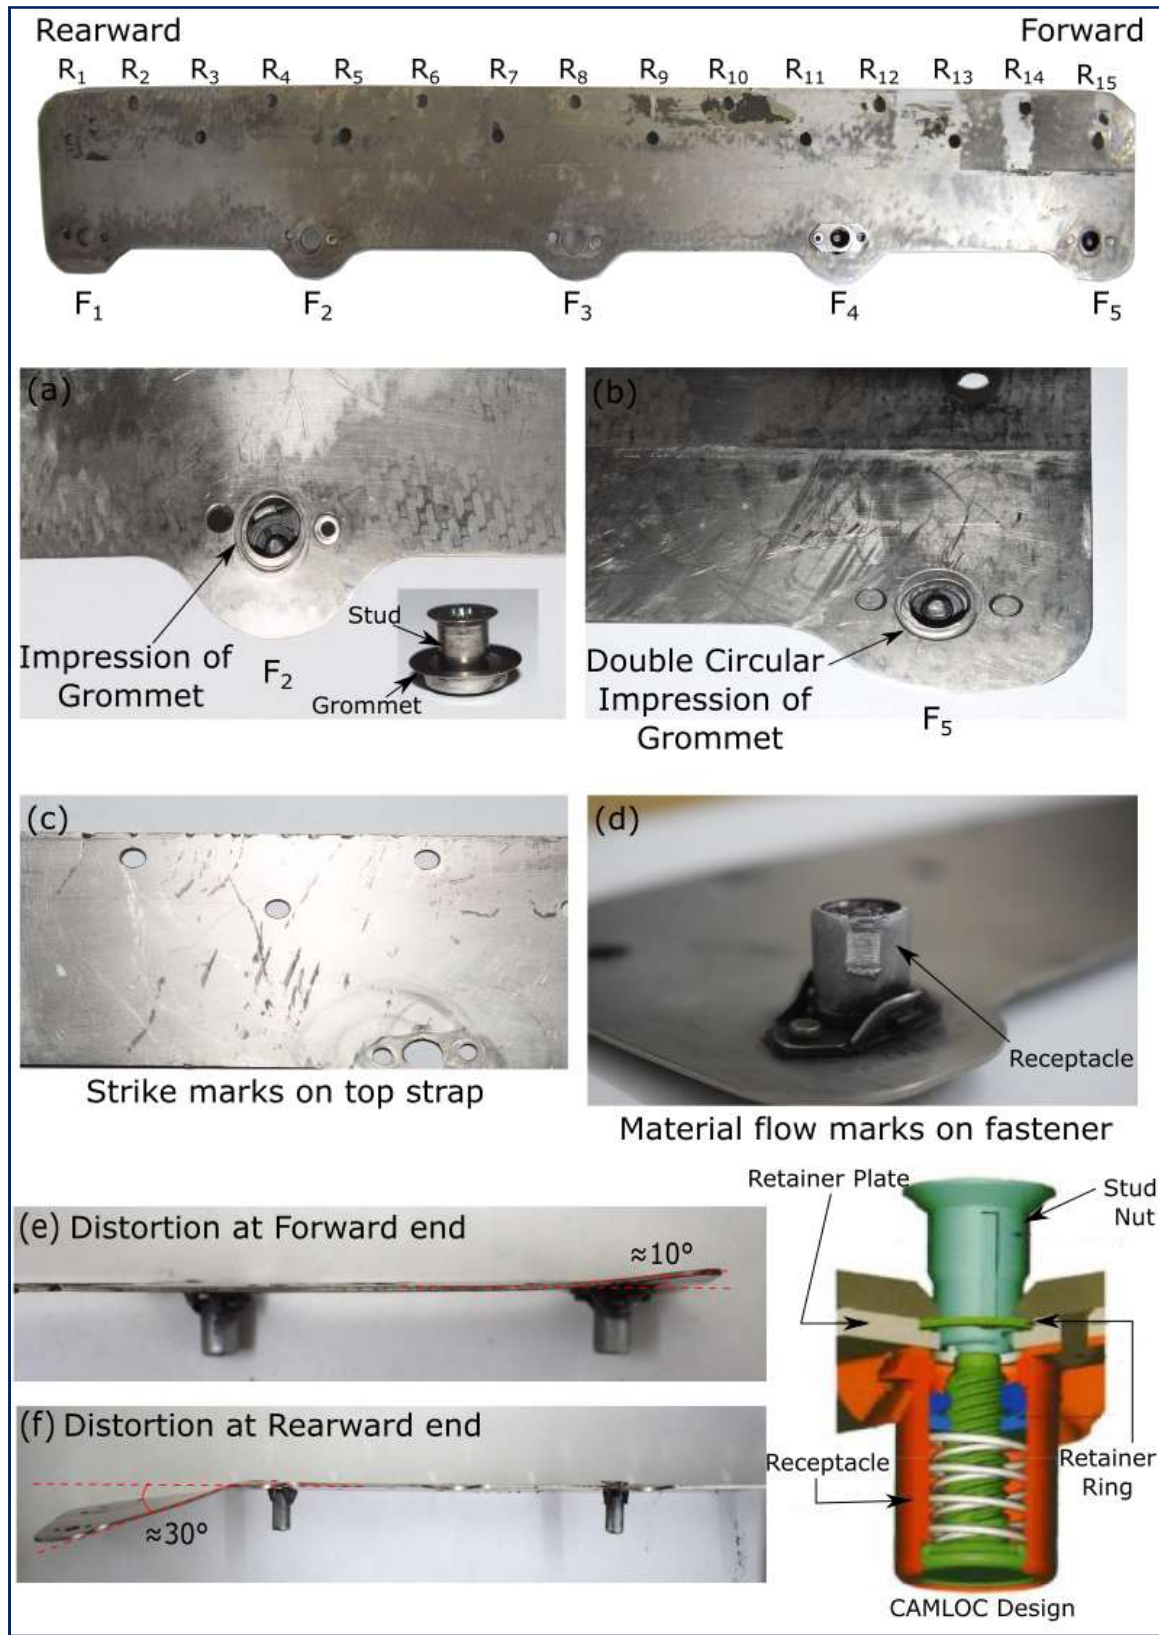 Rearward Forward
R1 R2 R3 R4 R5 R6 R7 R8 R9 R10 R11 R12 R13 R14 R15
F1 F2 F3 F4 F5
(a)
Impression of
Grommet
F2
Stud
Grommet
(b)
Double Circular
Impression of
Grommet
F5
(c)
Strike marks on top strap
(d)
Receptacle
Material flow marks on fastener
(e) Distortion at Forward end
≈10°
(f) Distortion at Rearward end
≈30°
Retainer Plate
Stud
Nut
Receptacle
Retainer
Ring
CAMLOC Design